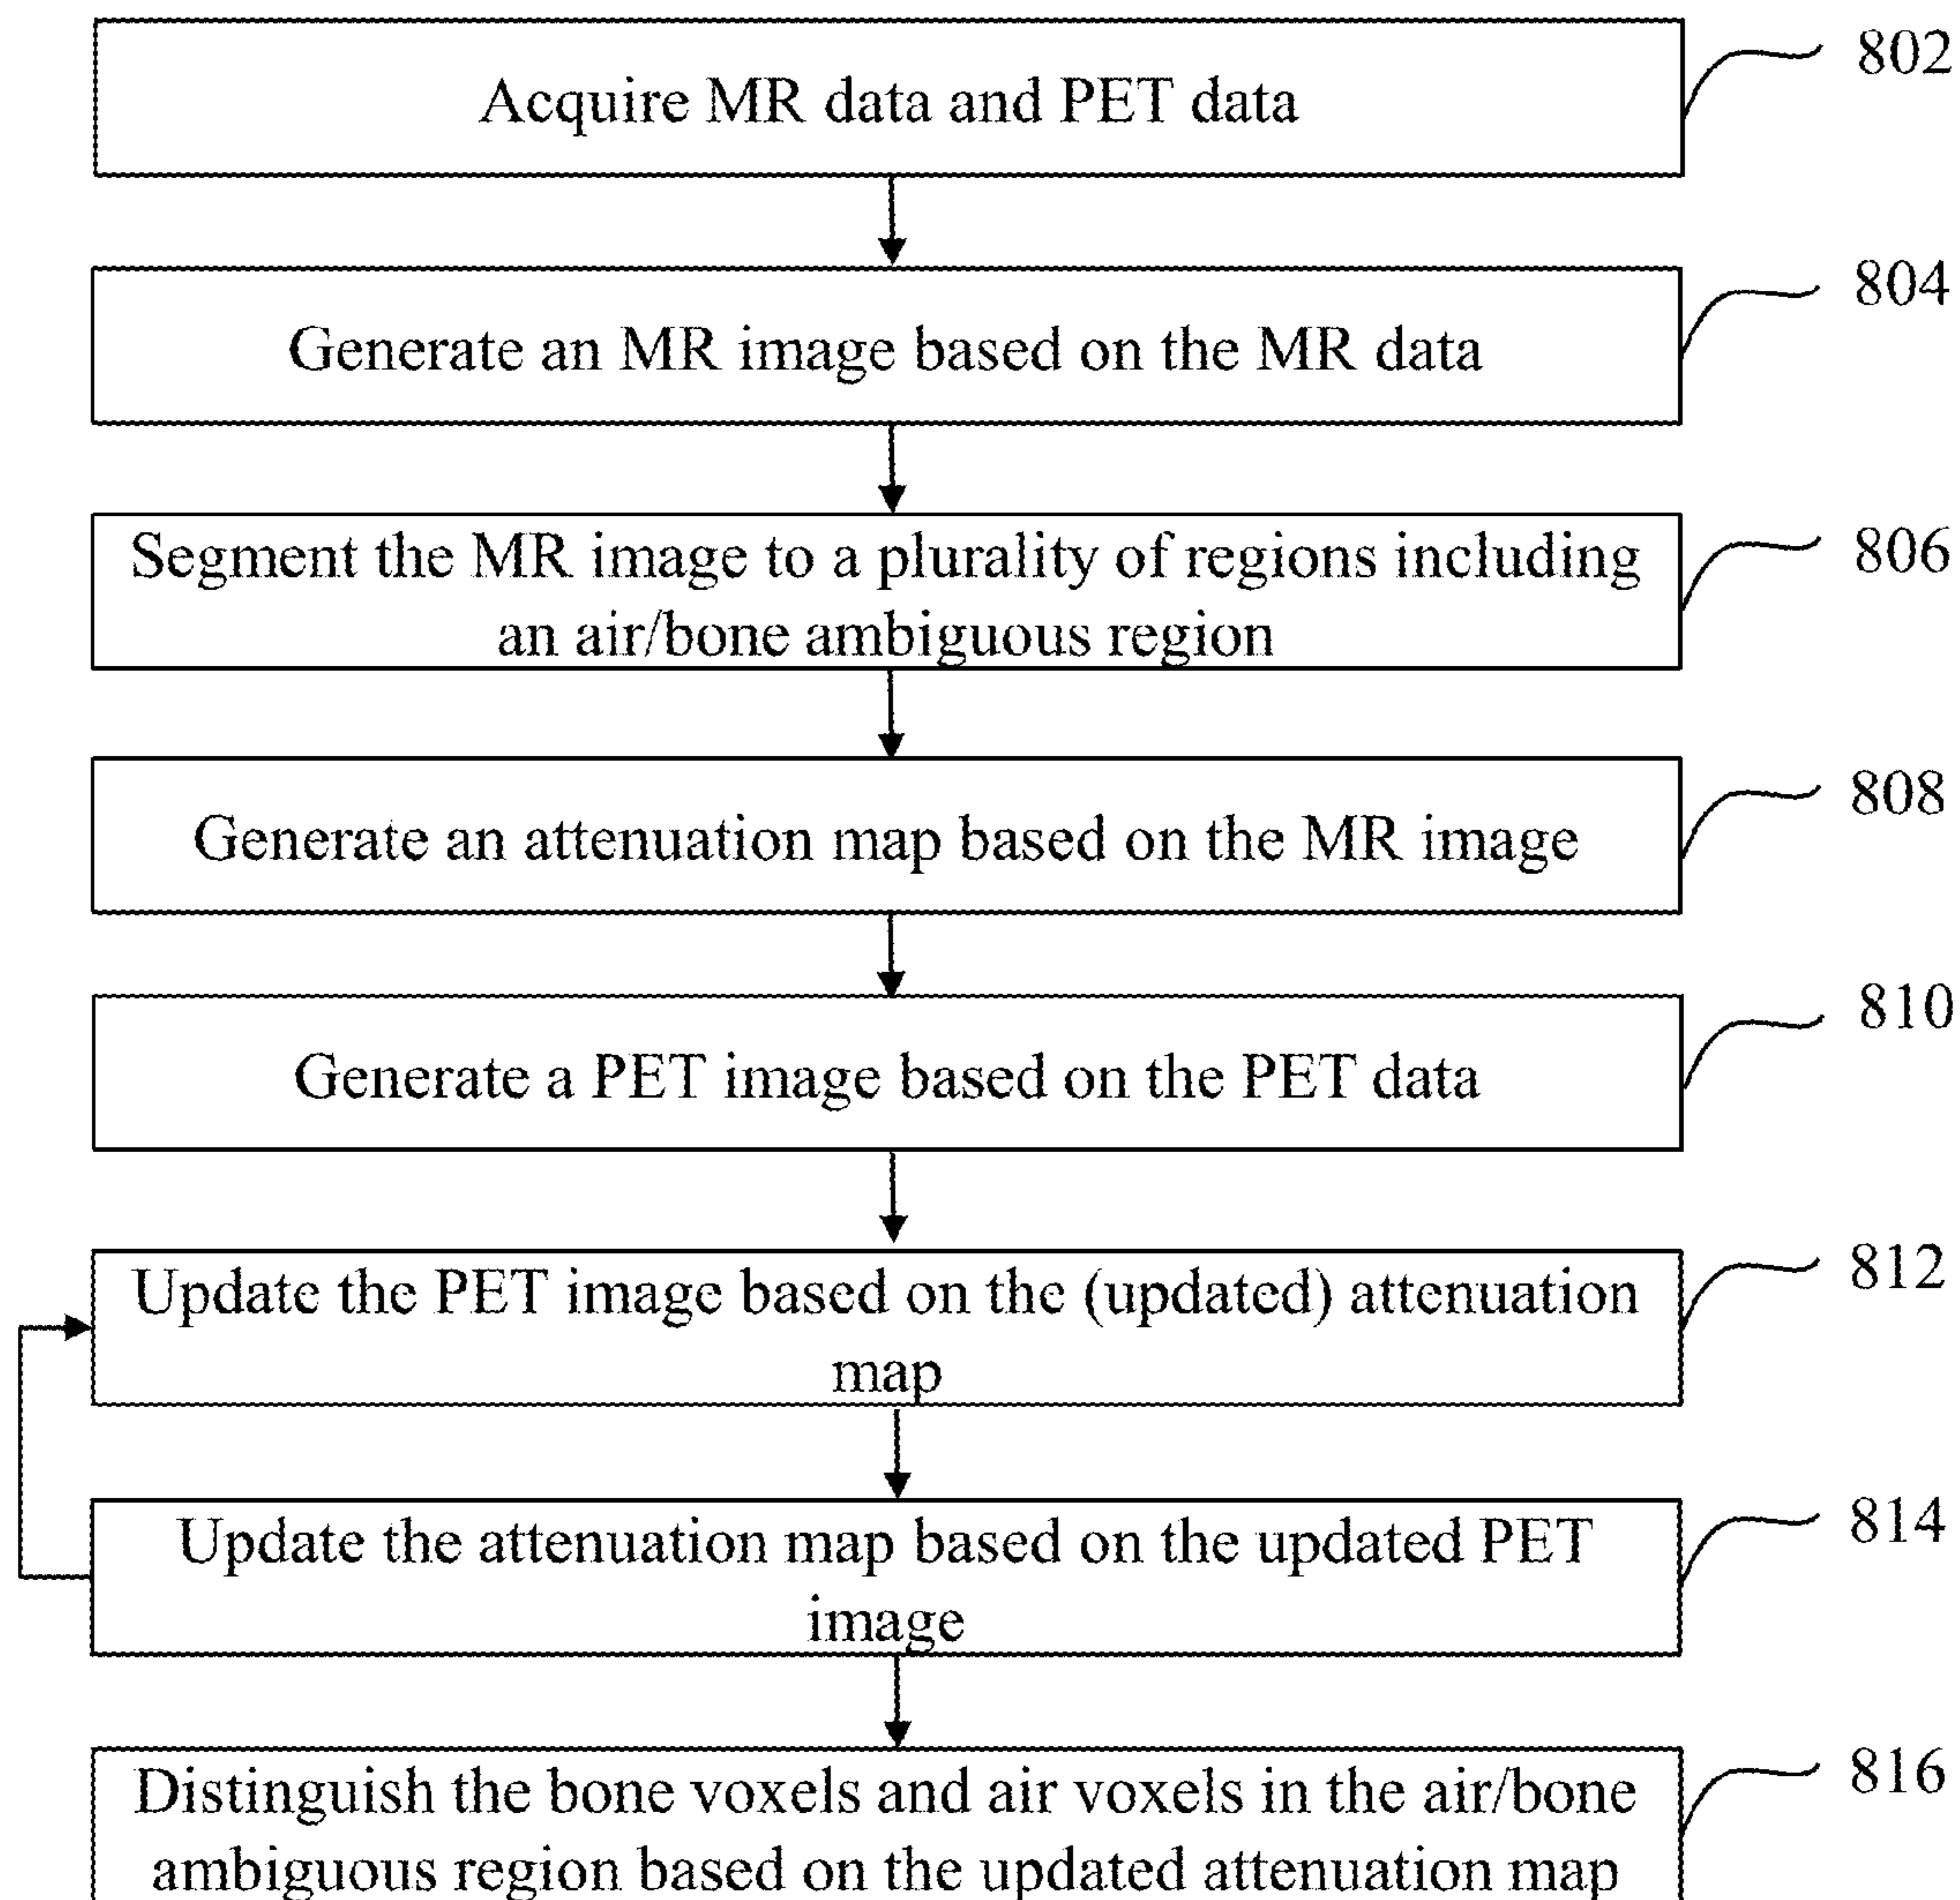 Acquire MR data and PET data
802
Generate an MR image based on the MR data
804
Segment the MR image to a plurality of regions including
an air/bone ambiguous region
806
Generate an attenuation map based on the MR image
808
Generate a PET image based on the PET data
810
Update the PET image based on the (updated) attenuation
map
812
Update the attenuation map based on the updated PET
image
814
Distinguish the bone voxels and air voxels in the air/bone
ambiguous region based on the updated attenuation map
816